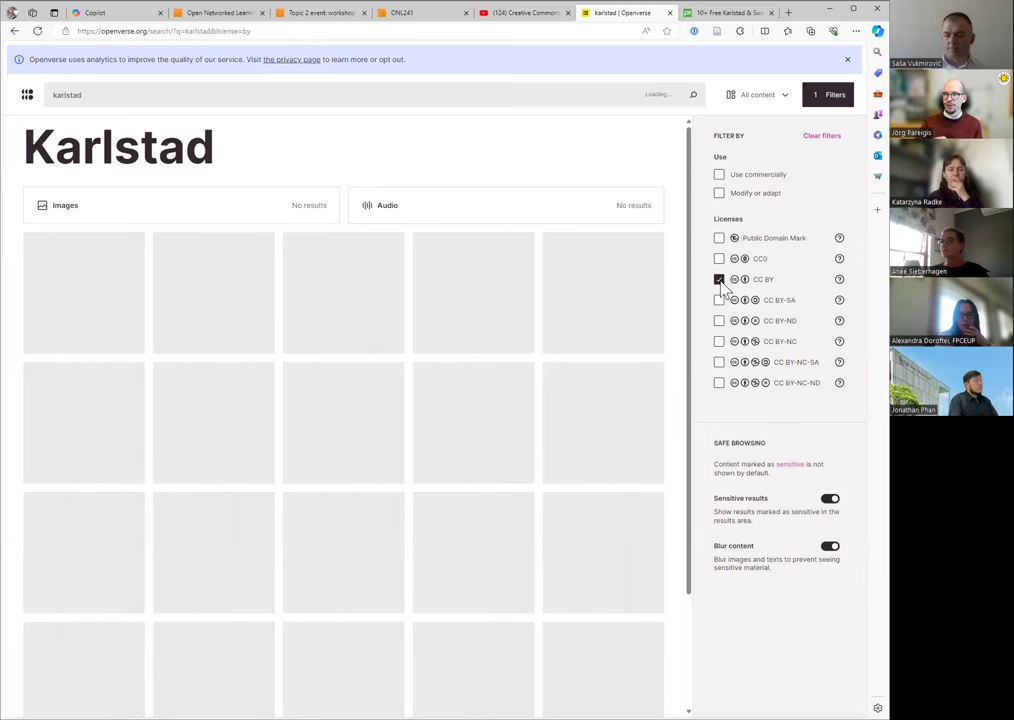 Copilot
Open Networked Learni
Topic 2 event: workshop
ONL241
(124) Creative Common
karlstad | Openverse
10+ Free Karlstad & Sw
https://openverse.org/search/?q=karlstad&license=by
Openverse uses analytics to improve the quality of our service. Visit the privacy page to learn more or opt out.
karlstad
Loading...
All content
1 Filters
Karlstad
Images
No results
Audio
No results
FILTER BY
Clear filters
Use
Use commercially
Modify or adapt
Licenses
Public Domain Mark
CC0
CC BY
CC BY-SA
CC BY-ND
CC BY-NC
CC BY-NC-SA
CC BY-NC-ND
SAFE BROWSING
Content marked as sensitive is not
shown by default.
Sensitive results
Show results marked as sensitive in the
results area.
Blur content
Blur images and texts to prevent seeing
sensitive material.
Saša Vukmirović
Jörg Pareigis
Katarzyna Radke
Anée Sieberhagen
Alexandra Doroftei, FPCEUP
Jonathan Phan